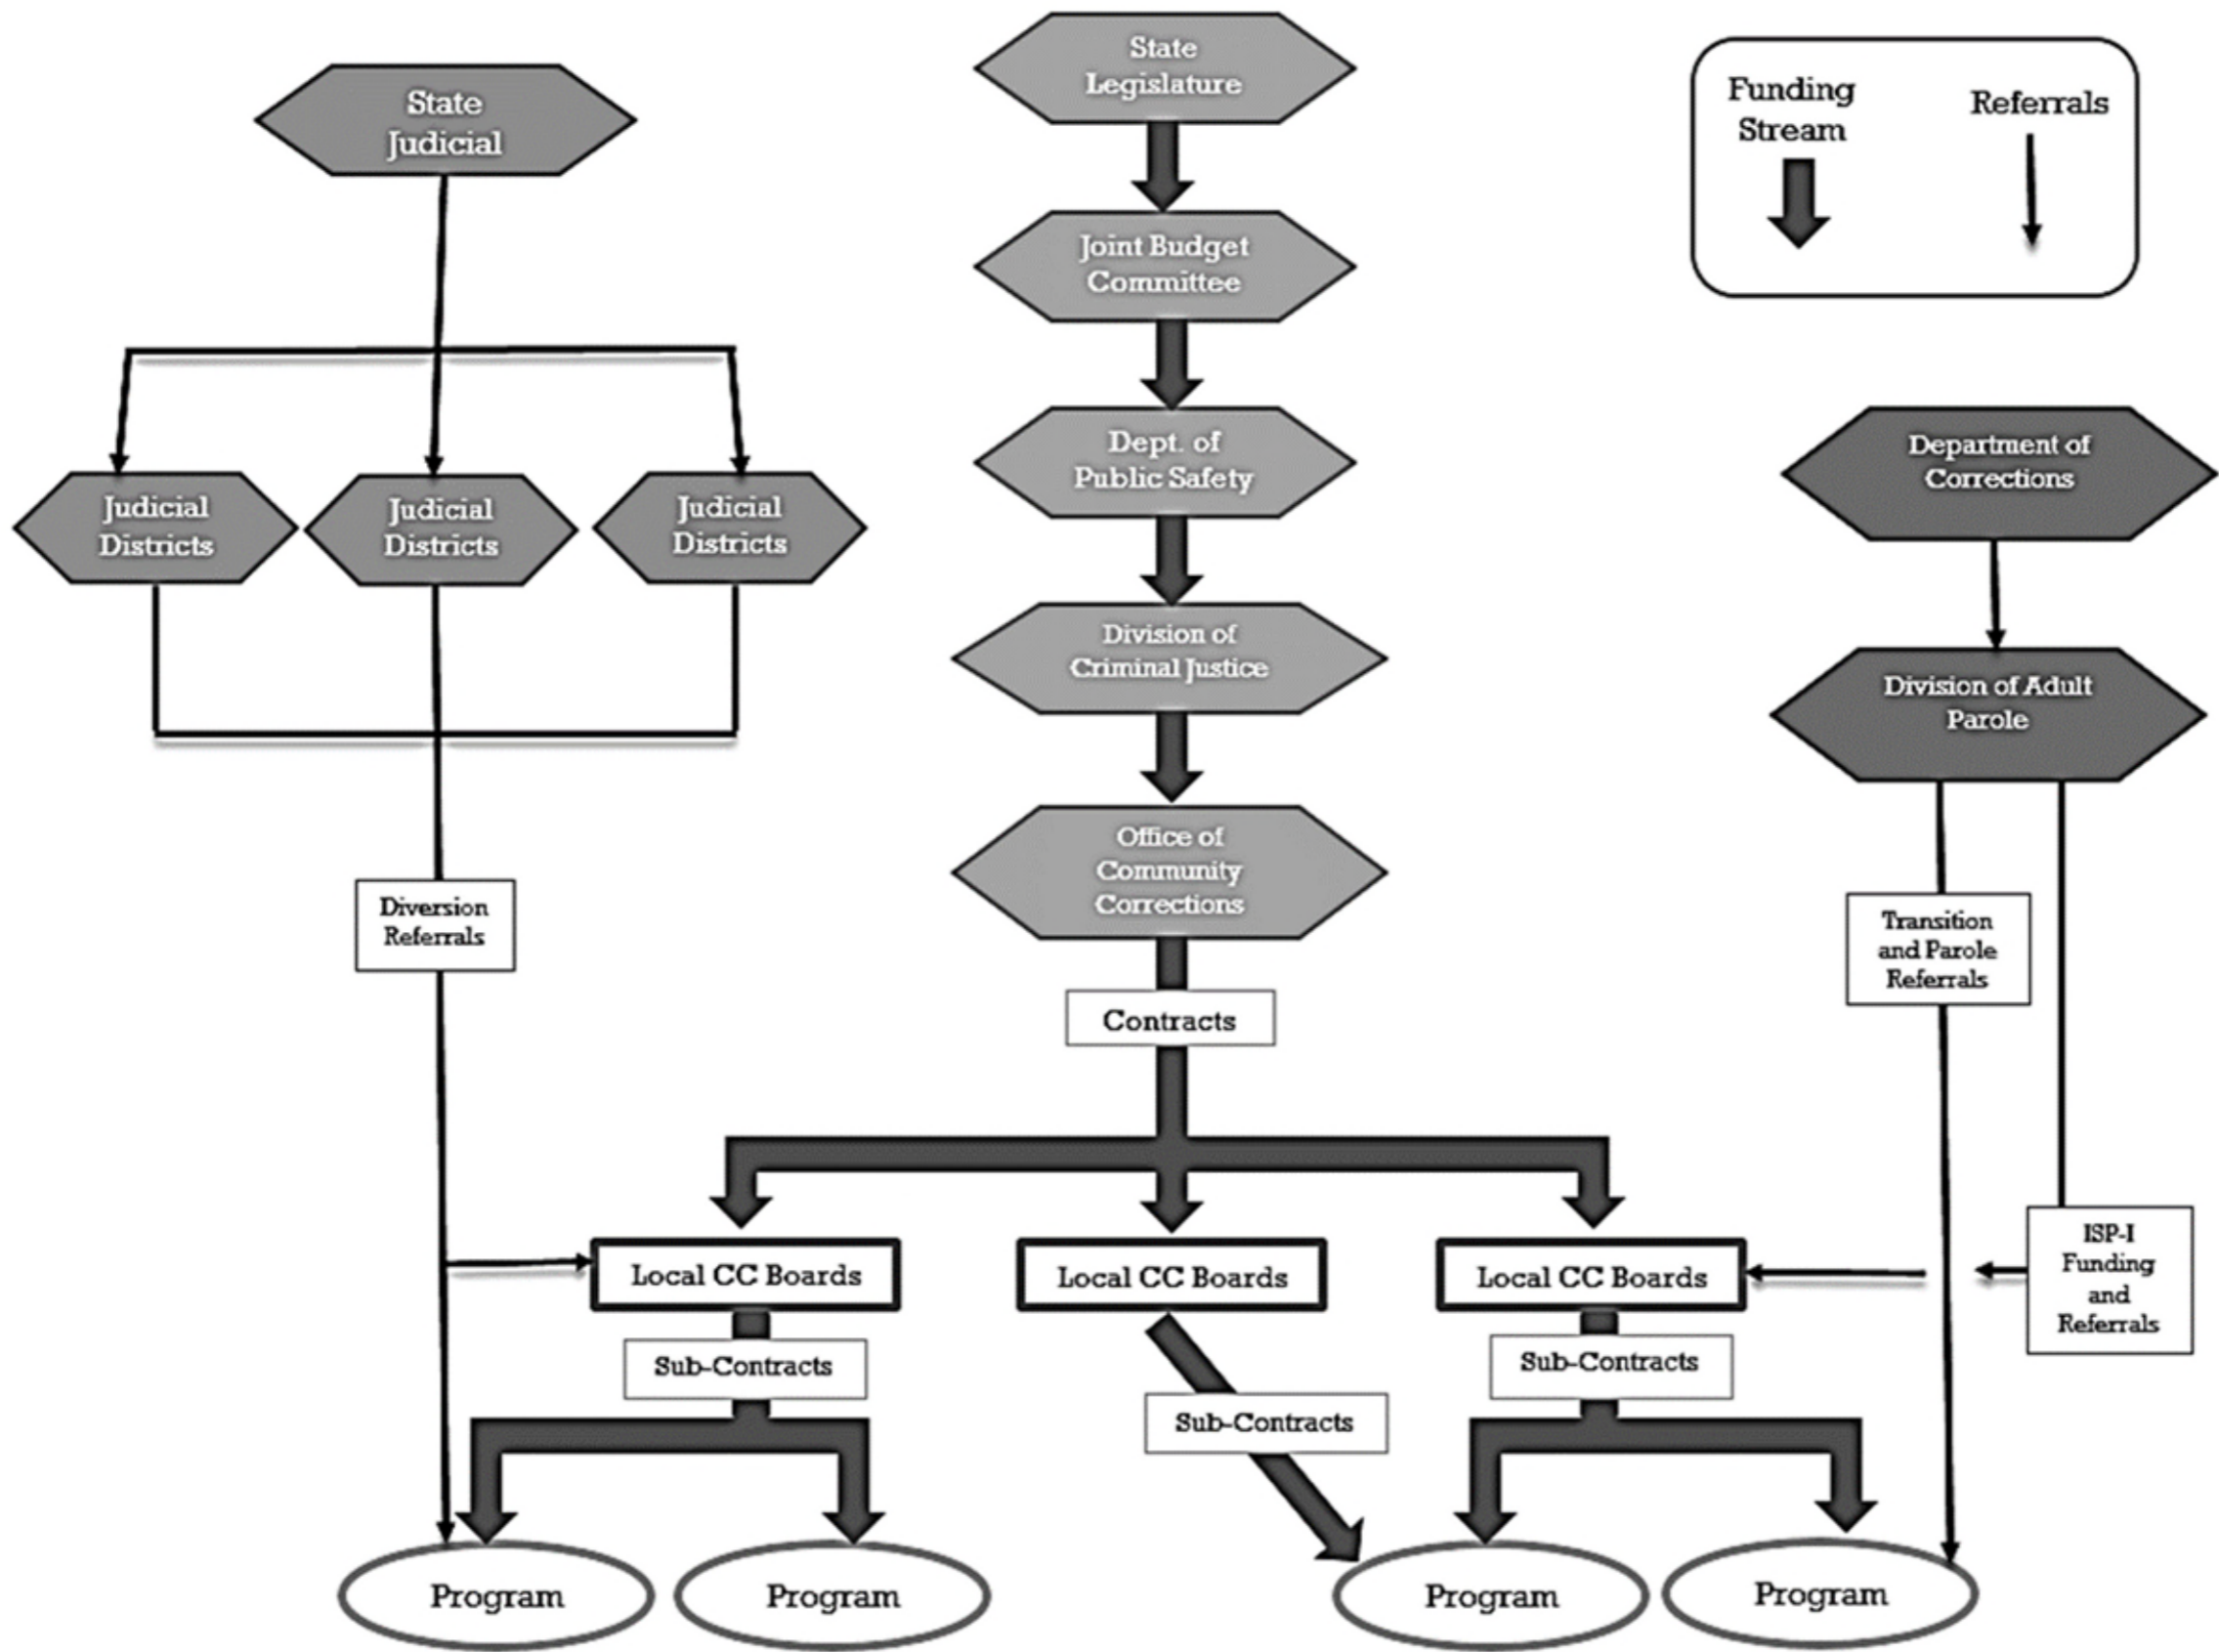 State
Legislature
State
Judicial
Funding
Stream
Referrals
Joint Budget
Committee
Dept. of
Public Safety
Department of
Corrections
Judicial
Districts
Judicial
Districts
Judicial
Districts
Division of
Criminal Justice
Division of Adult
Parole
Office of
Community
Corrections
Diversion
Referrals
Transition
and Parole
Referrals
Contracts
Local CC Boards
Local CC Boards
Local CC Boards
ISP-I
Funding
and
Referrals
Sub-Contracts
Sub-Contracts
Sub-Contracts
Program
Program
Program
Program